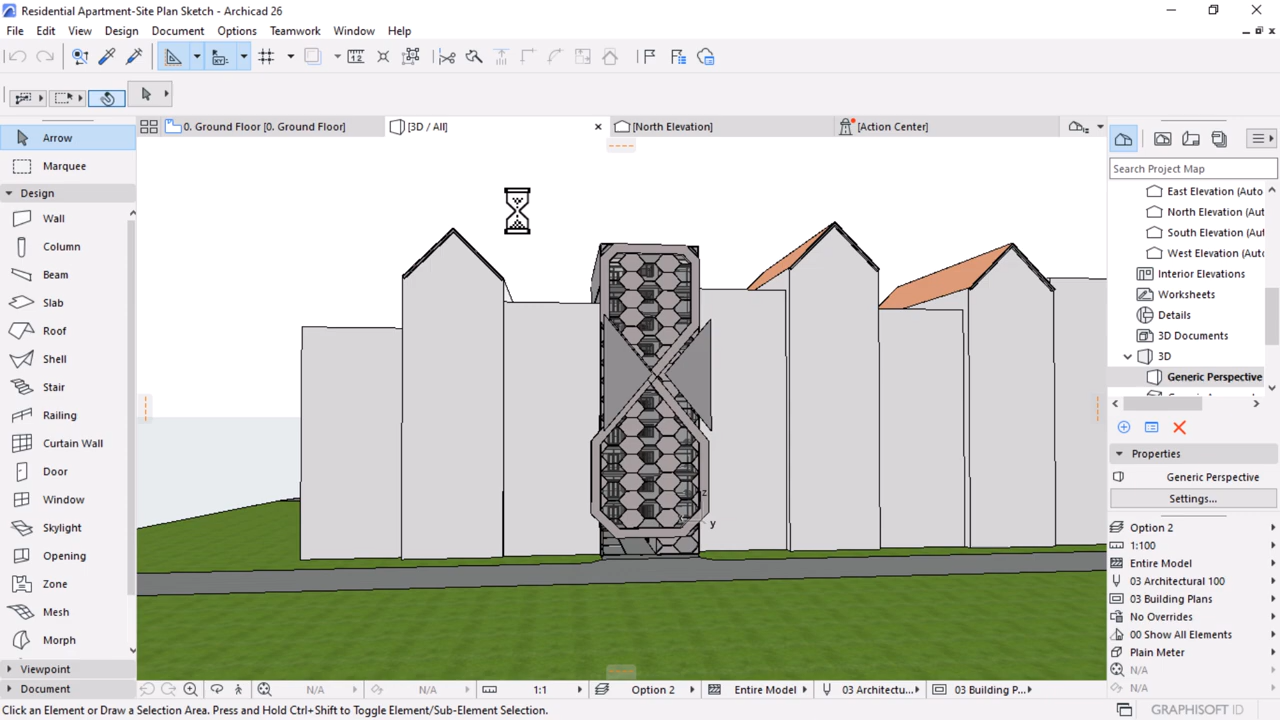 Residential Apartment-Site Plan Sketch - Archicad 26
File Edit View Design Document Options Teamwork Window Help
0. Ground Floor [0. Ground Floor]
[3D / All]
[North Elevation]
[Action Center]
Arrow
Marquee
Design
Wall
Column
Beam
Slab
Roof
Shell
Stair
Railing
Curtain Wall
Door
Window
Skylight
Opening
Zone
Mesh
Morph
Viewpoint
Document
z
y
Search Project Map
East Elevation (Auto
North Elevation (Aut
South Elevation (Aut
West Elevation (Aut
Interior Elevations
Worksheets
Details
3D Documents
3D
Generic Perspective
Properties
Generic Perspective
Settings...
Option 2
1:100
Entire Model
03 Architectural 100
03 Building Plans
No Overrides
00 Show All Elements
Plain Meter
N/A
N/A
N/A N/A 1:1 Option 2 Entire Model 03 Architectu... 03 Building P...
Click an Element or Draw a Selection Area. Press and Hold Ctrl+Shift to Toggle Element/Sub-Element Selection.
GRAPHISOFT ID